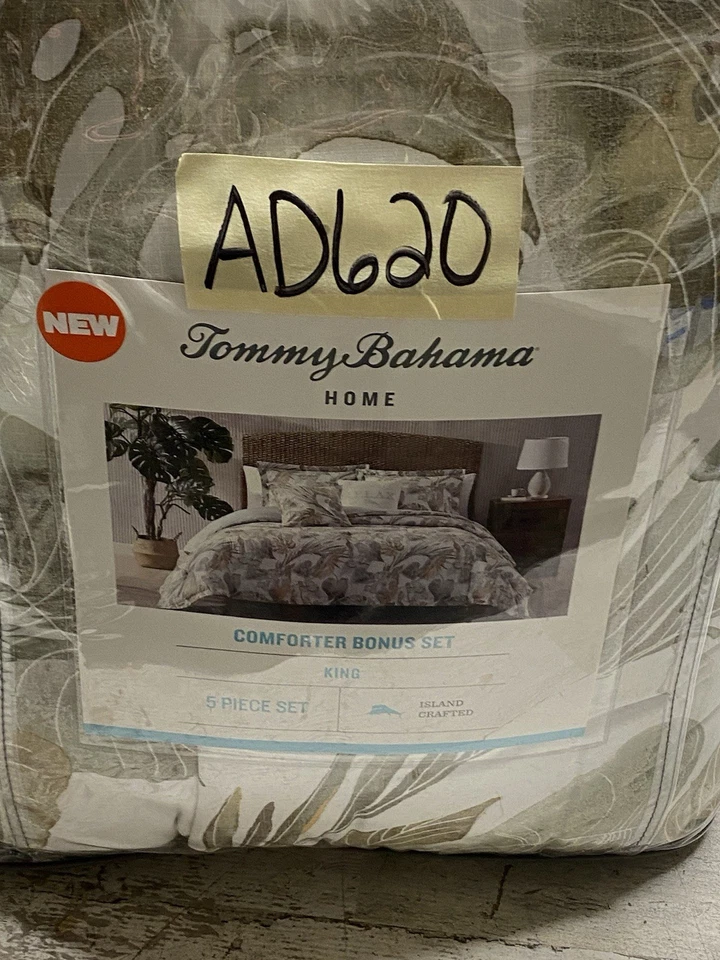 AD620
NEW
Tommy Bahama
HOME
COMFORTER BONUS SET
KING
5 PIECE SET
ISLAND
CRAFTED